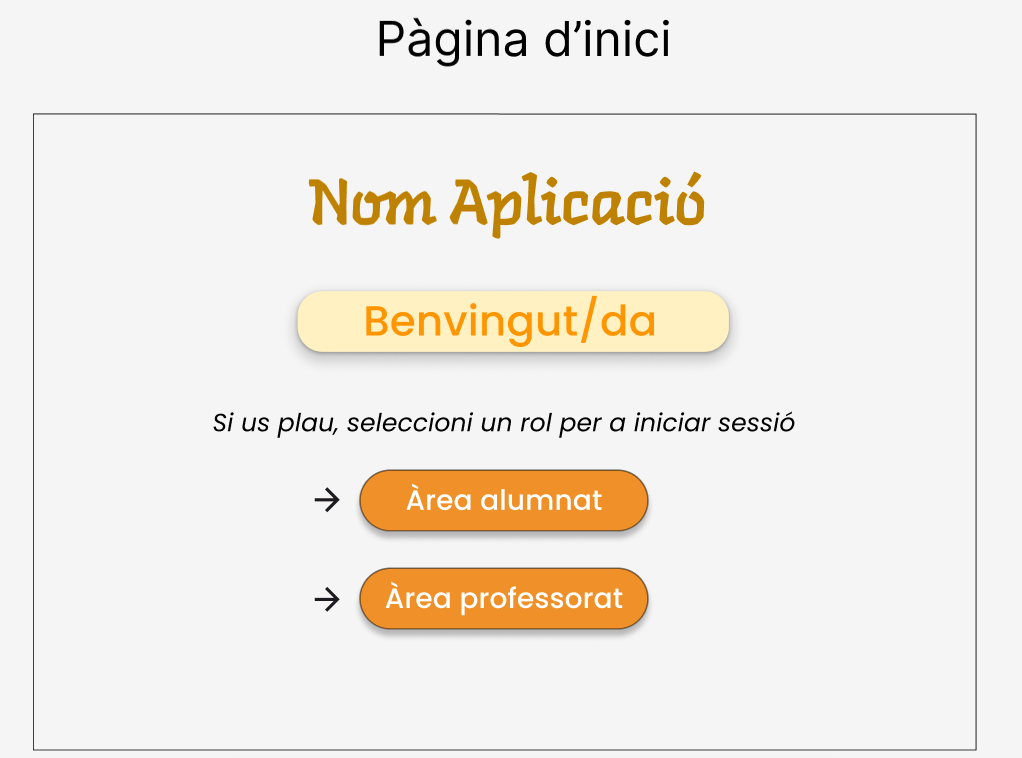 Pàgina d’inici
Nom Aplicació
Benvingut/da
Si us plau, seleccioni un rol per a iniciar sessió
Àrea alumnat
Àrea professorat